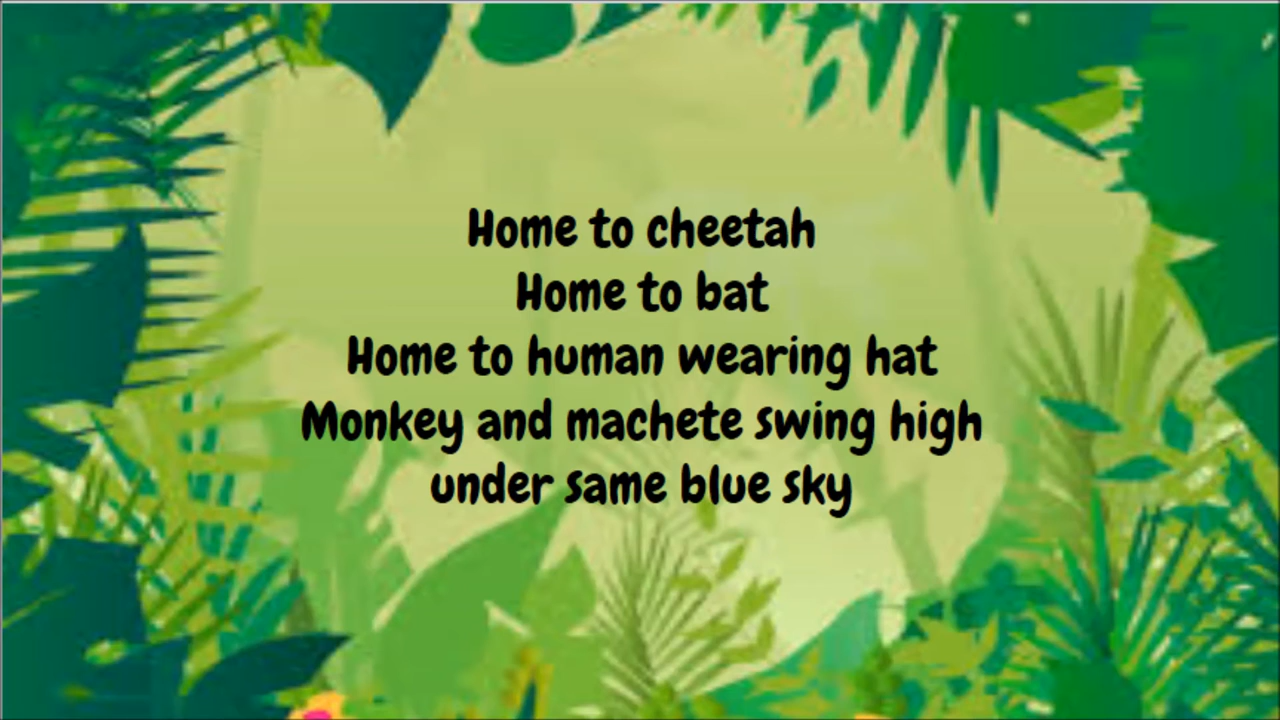 Home to cheetah
Home to bat
Home to human wearing hat
Monkey and machete swing high
under same blue sky